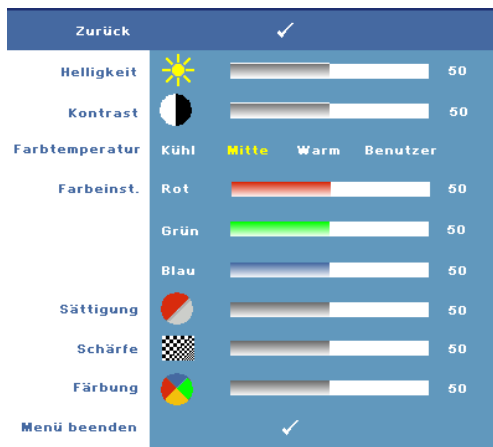 Zurück
Helligkeit 50
Kontrast 50
Farbtemperatur Kühl Mitte Warm Benutzer
Farbeinst. Rot 50
Grün 50
Blau 50
Sättigung 50
Schärfe 50
Färbung 50
Menü beenden